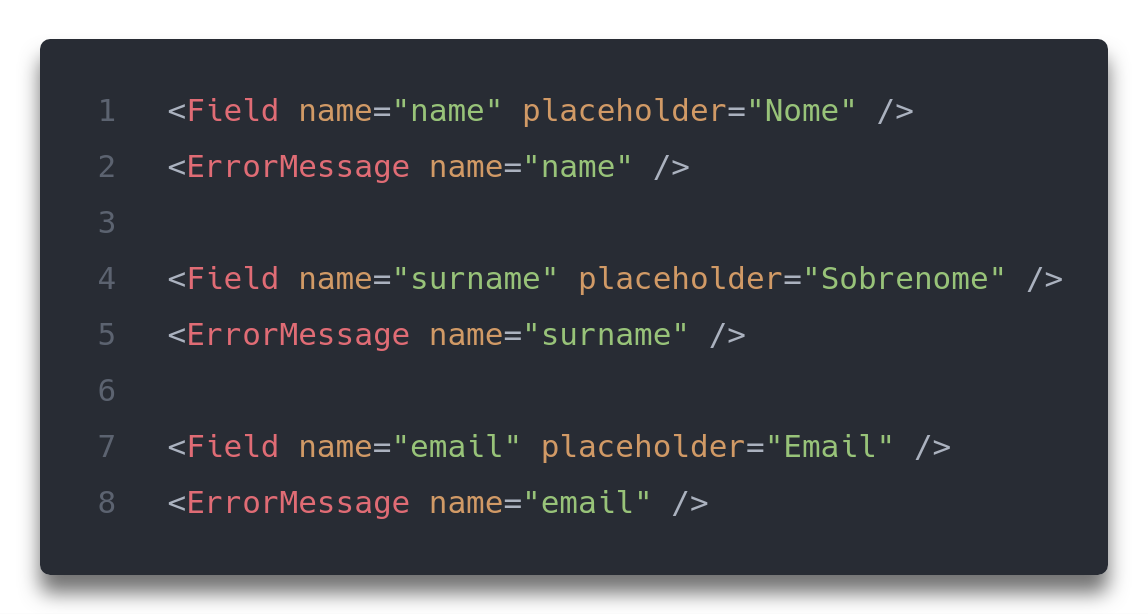 1 <Field name="name" placeholder="Nome" />
2 <ErrorMessage name="name" />
3
4 <Field name="surname" placeholder="Sobrenome" />
5 <ErrorMessage name="surname" />
6
7 <Field name="email" placeholder="Email" />
8 <ErrorMessage name="email" />